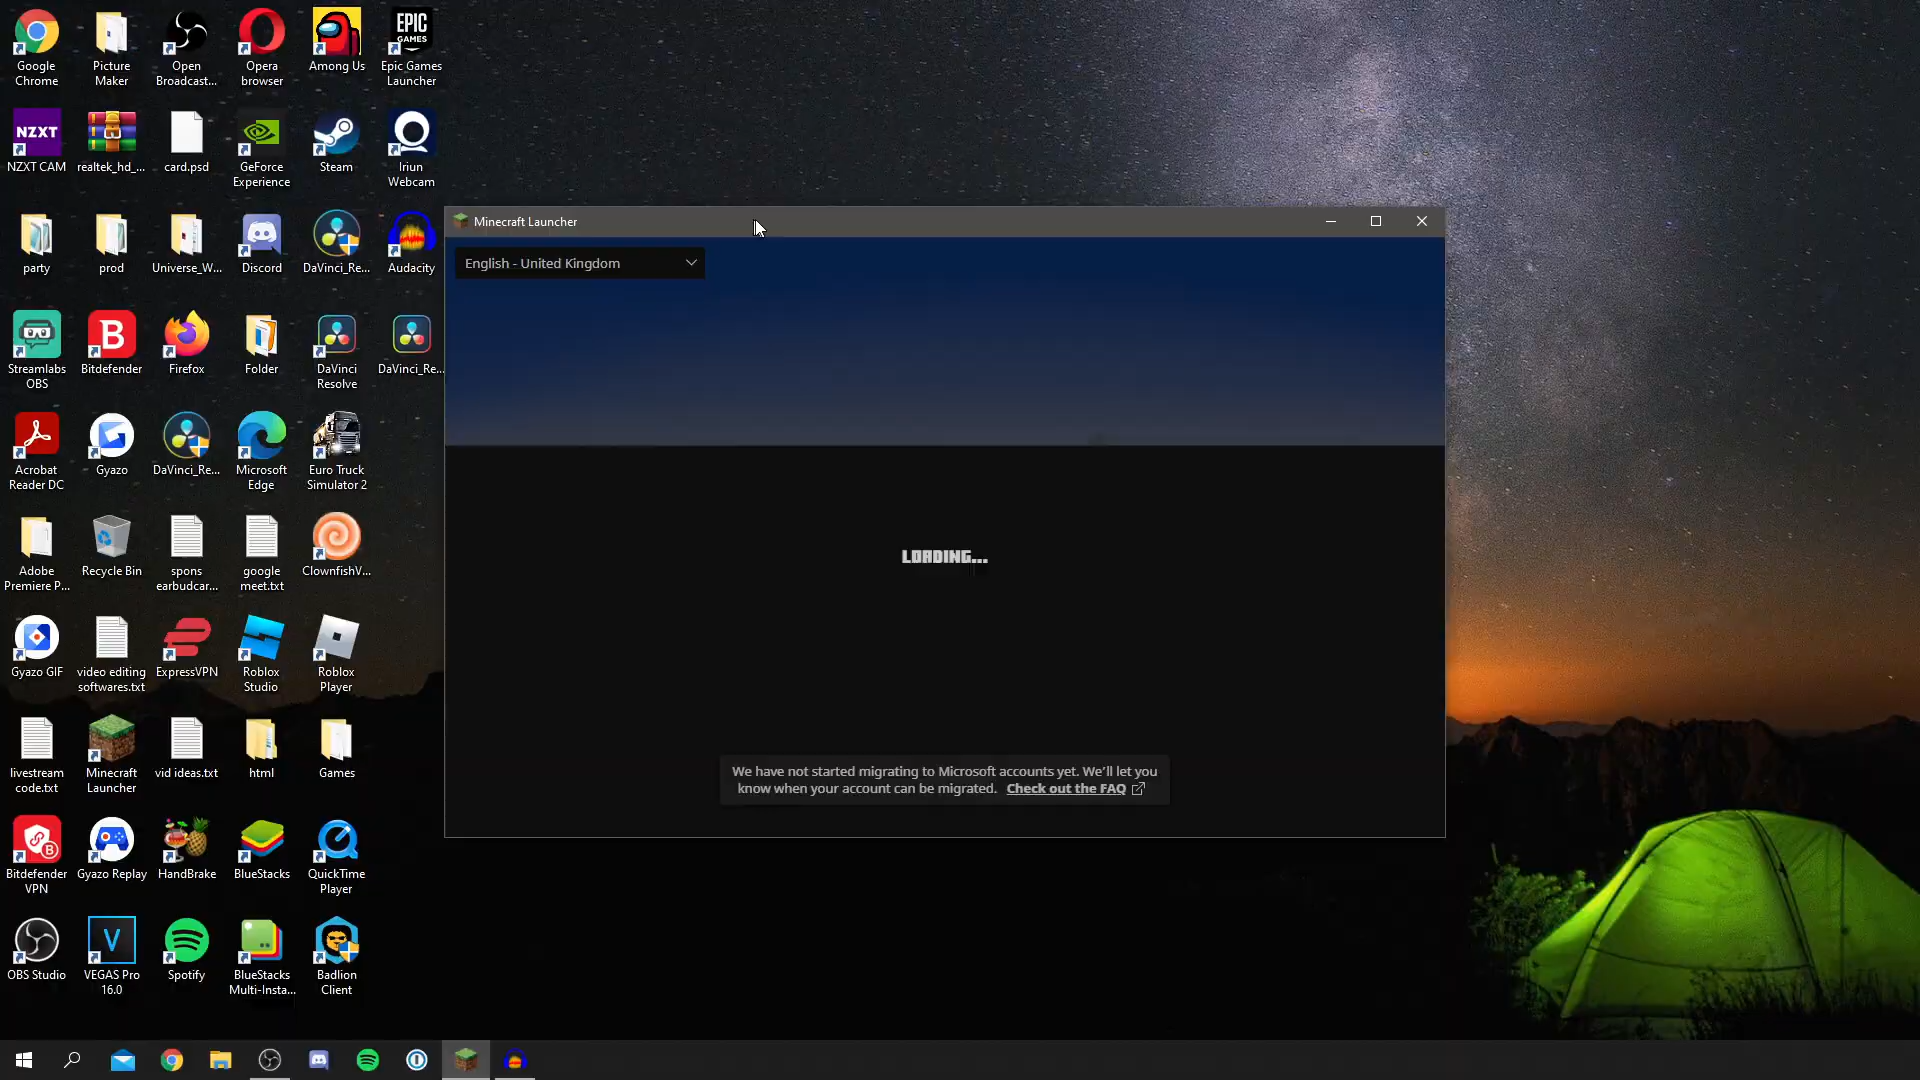 Google
Chrome
Picture
Maker
Open
Broadcast...
Opera
browser
Among Us
EPIC
GAMES
Epic Games
Launcher
NZXT
NZXT CAM
realtek_hd_...
card.psd
GeForce
Experience
Steam
Iriun
Webcam
party
prod
Universe_W...
Discord
DaVinci_Re...
Audacity
Streamlabs
OBS
B
Bitdefender
Firefox
Folder
DaVinci
Resolve
DaVinci_Re...
Acrobat
Reader DC
Gyazo
DaVinci_Re...
Microsoft
Edge
Euro Truck
Simulator 2
Adobe
Premiere P...
Recycle Bin
spons
earbudcar...
google
meet.txt
ClownfishV...
Gyazo GIF
video editing
softwares.txt
ExpressVPN
Roblox
Studio
Roblox
Player
livestream
code.txt
Minecraft
Launcher
vid ideas.txt
html
Games
B
Bitdefender
VPN
Gyazo Replay
HandBrake
BlueStacks
QuickTime
Player
OBS Studio
V
VEGAS Pro
16.0
Spotify
BlueStacks
Multi-Insta...
Badlion
Client
Minecraft Launcher
English - United Kingdom
LOADING...
We have not started migrating to Microsoft accounts yet. We'll let you
know when your account can be migrated. Check out the FAQ